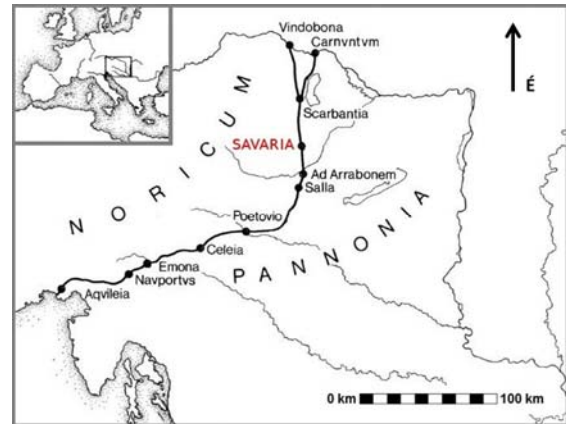 Vindobona
Carnvntvm
Scarbantia
SAVARIA
Ad Arrabonem
Salla
Poetovio
Celeia
Emona
Navportvs
Aqvileia
NORICUM
PANNONIA
É
0 km 100 km